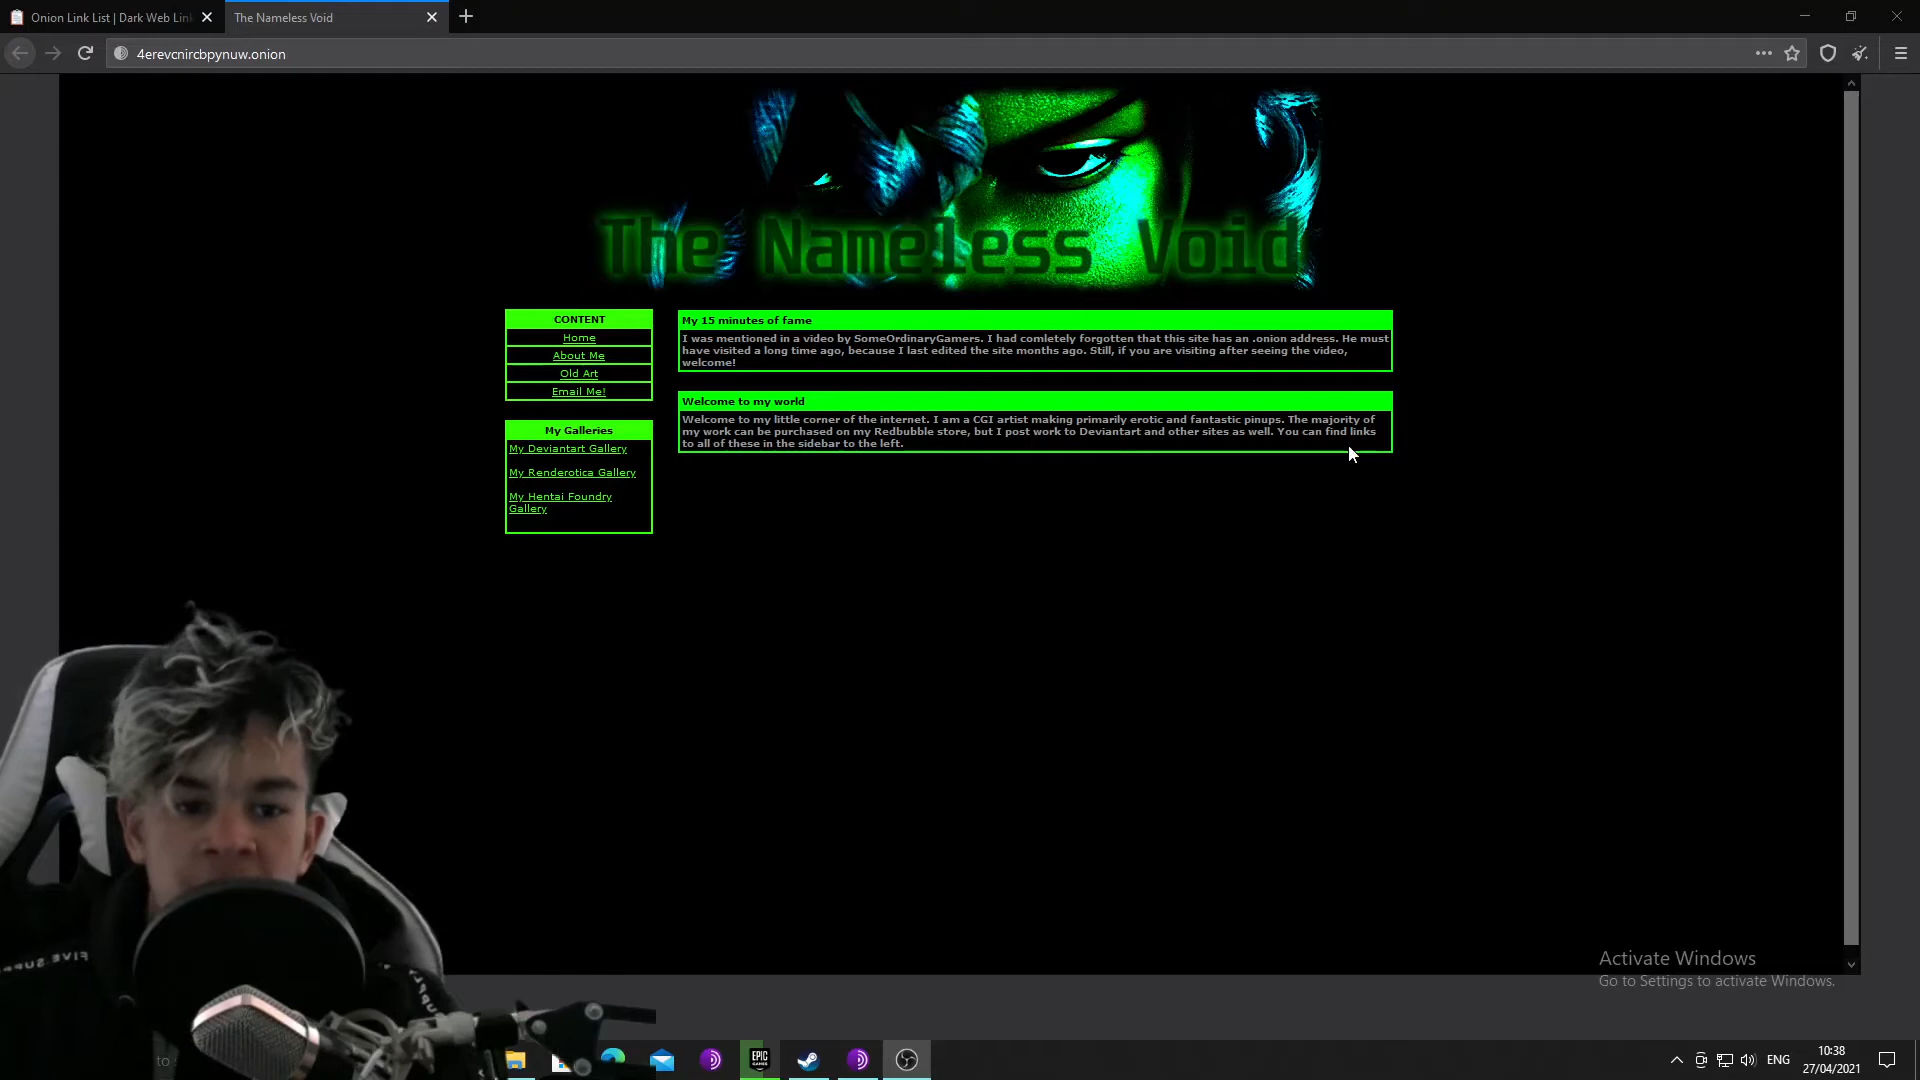 Onion Link List | Dark Web Lin
The Nameless Void
4erevcnircbpynuw.onion
The Nameless Void
CONTENT
Home
About Me
Old Art
Email Me!
My Galleries
My Deviantart Gallery
My Renderotica Gallery
My Hentai Foundry
Gallery
My 15 minutes of fame
I was mentioned in a video by SomeOrdinaryGamers. I had comletely forgotten that this site has an .onion address. He must
have visited a long time ago, because I last edited the site months ago. Still, if you are visiting after seeing the video,
welcome!
Welcome to my world
Welcome to my little corner of the internet. I am a CGI artist making primarily erotic and fantastic pinups. The majority of
my work can be purchased on my Redbubble store, but I post work to Deviantart and other sites as well. You can find links
to all of these in the sidebar to the left.
Activate Windows
Go to Settings to activate Windows.
EPIC
GAMES
ENG
10:38
27/04/2021